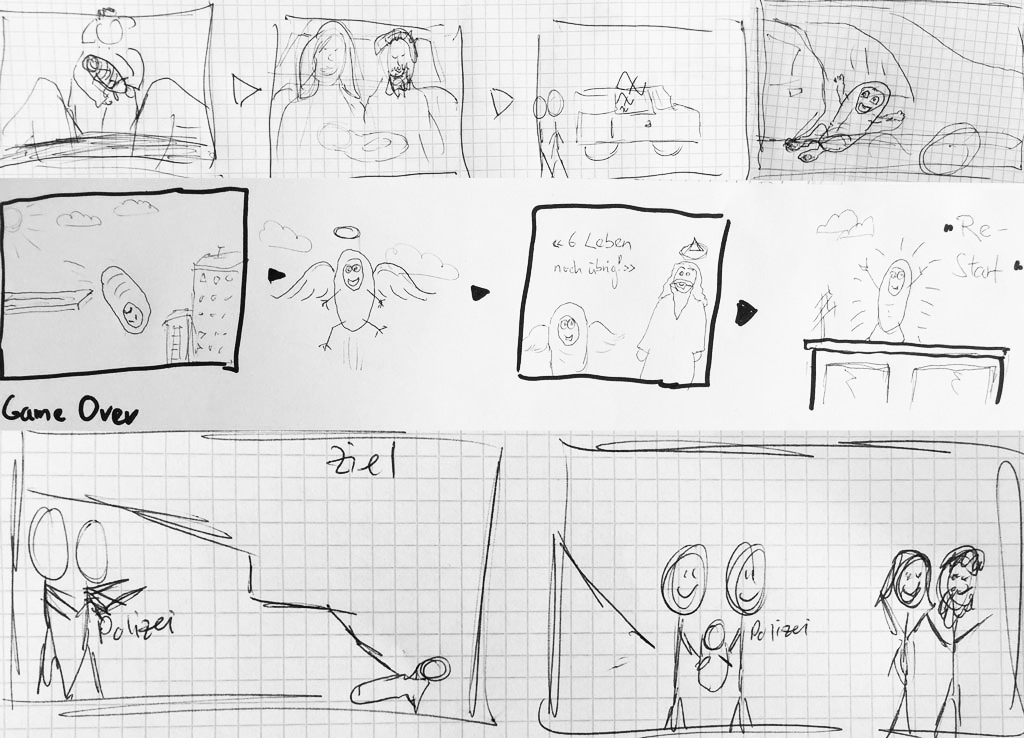 « 6 Leben
noch übrig! »
"Re-
Start"
Game Over
Ziel
Polizei
Polizei